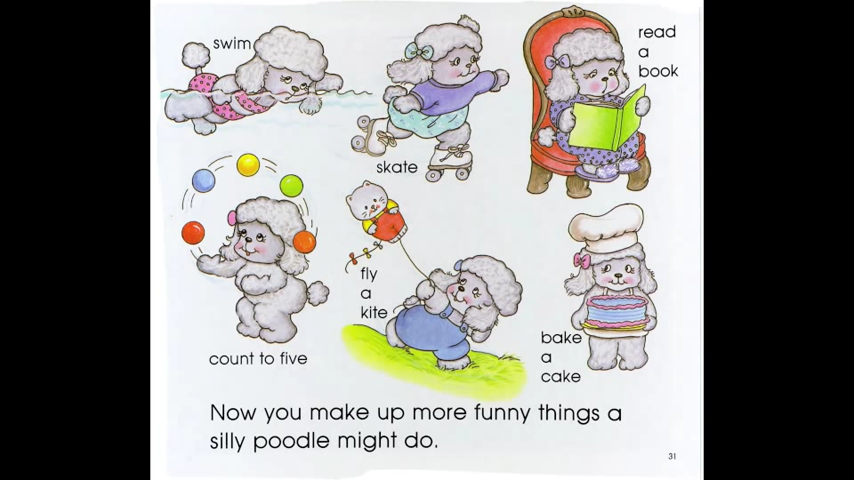 swim
skate
read
a
book
count to five
fly
a
kite
bake
a
cake
Now you make up more funny things a
silly poodle might do.
31